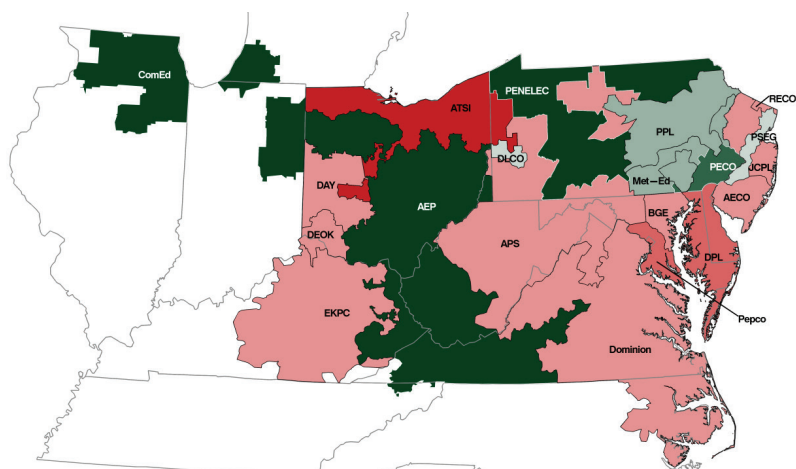 ComEd
PENELEC
RECO
ATSI
PSEG
PPL
DLCO
PECO
JCPL
Met-Ed
DAY
AEP
AECO
BGE
DEOK
APS
DPL
EKPC
Pepco
Dominion